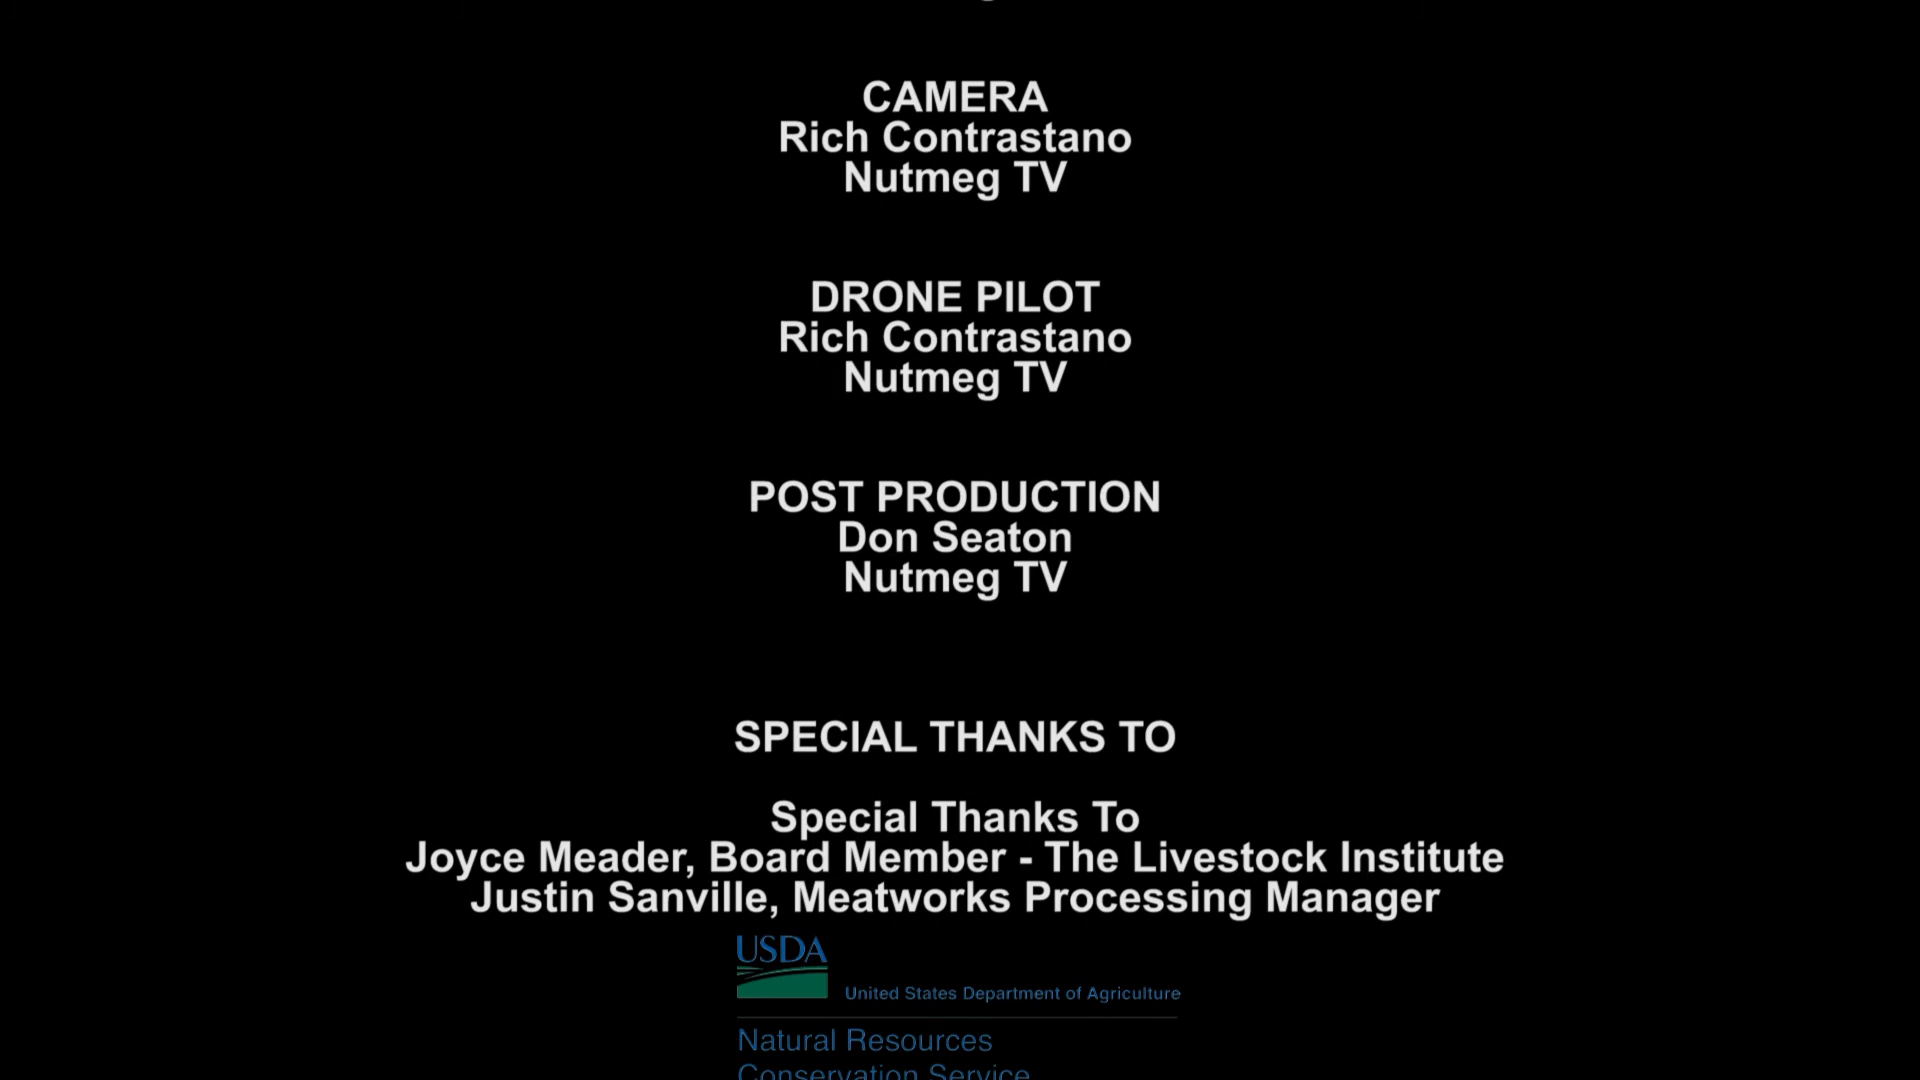 CAMERA
Rich Contrastano
Nutmeg TV
DRONE PILOT
Rich Contrastano
Nutmeg TV
POST PRODUCTION
Don Seaton
Nutmeg TV
SPECIAL THANKS TO
Special Thanks To
Joyce Meader, Board Member - The Livestock Institute
Justin Sanville, Meatworks Processing Manager
USDA
United States Department of Agriculture
Natural Resources
Conservation Service